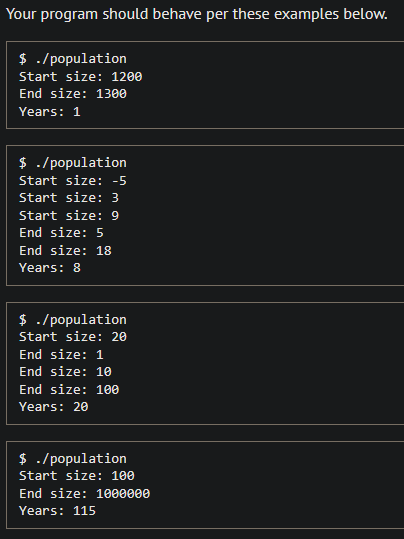 Your program should behave per these examples below.
$ ./population
Start size: 1200
End size: 1300
Years: 1
$ ./population
Start size: -5
Start size: 3
Start size: 9
End size: 5
End size: 18
Years: 8
$ ./population
Start size: 20
End size: 1
End size: 10
End size: 100
Years: 20
$ ./population
Start size: 100
End size: 1000000
Years: 115